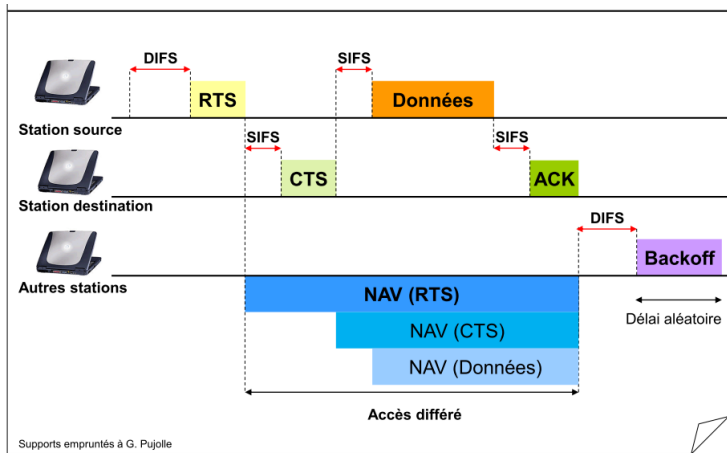 DIFS
SIFS
RTS
Données
Station source
SIFS
SIFS
CTS
ACK
Station destination
DIFS
Backoff
Autres stations
NAV (RTS)
Délai aléatoire
NAV (CTS)
NAV (Données)
Accès différé
Supports empruntés à G. Pujolle